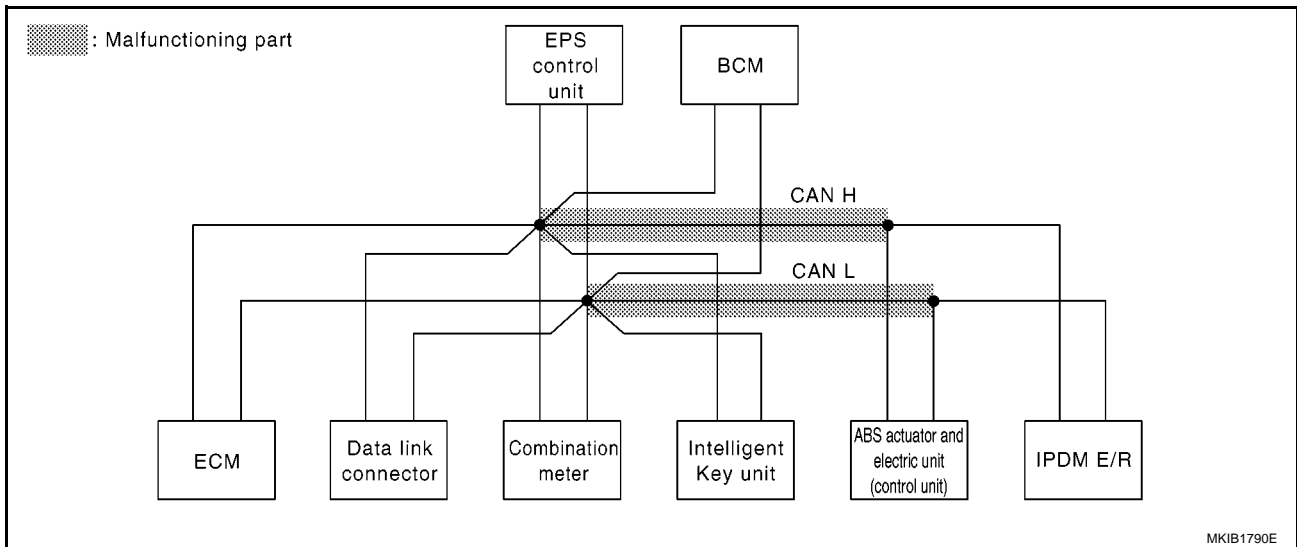 : Malfunctioning part
EPS
control
unit
BCM
CAN H
CAN L
ECM
Data link
connector
Combination
meter
Intelligent
Key unit
ABS actuator and
electric unit
(control unit)
IPDM E/R
MKIB1790E